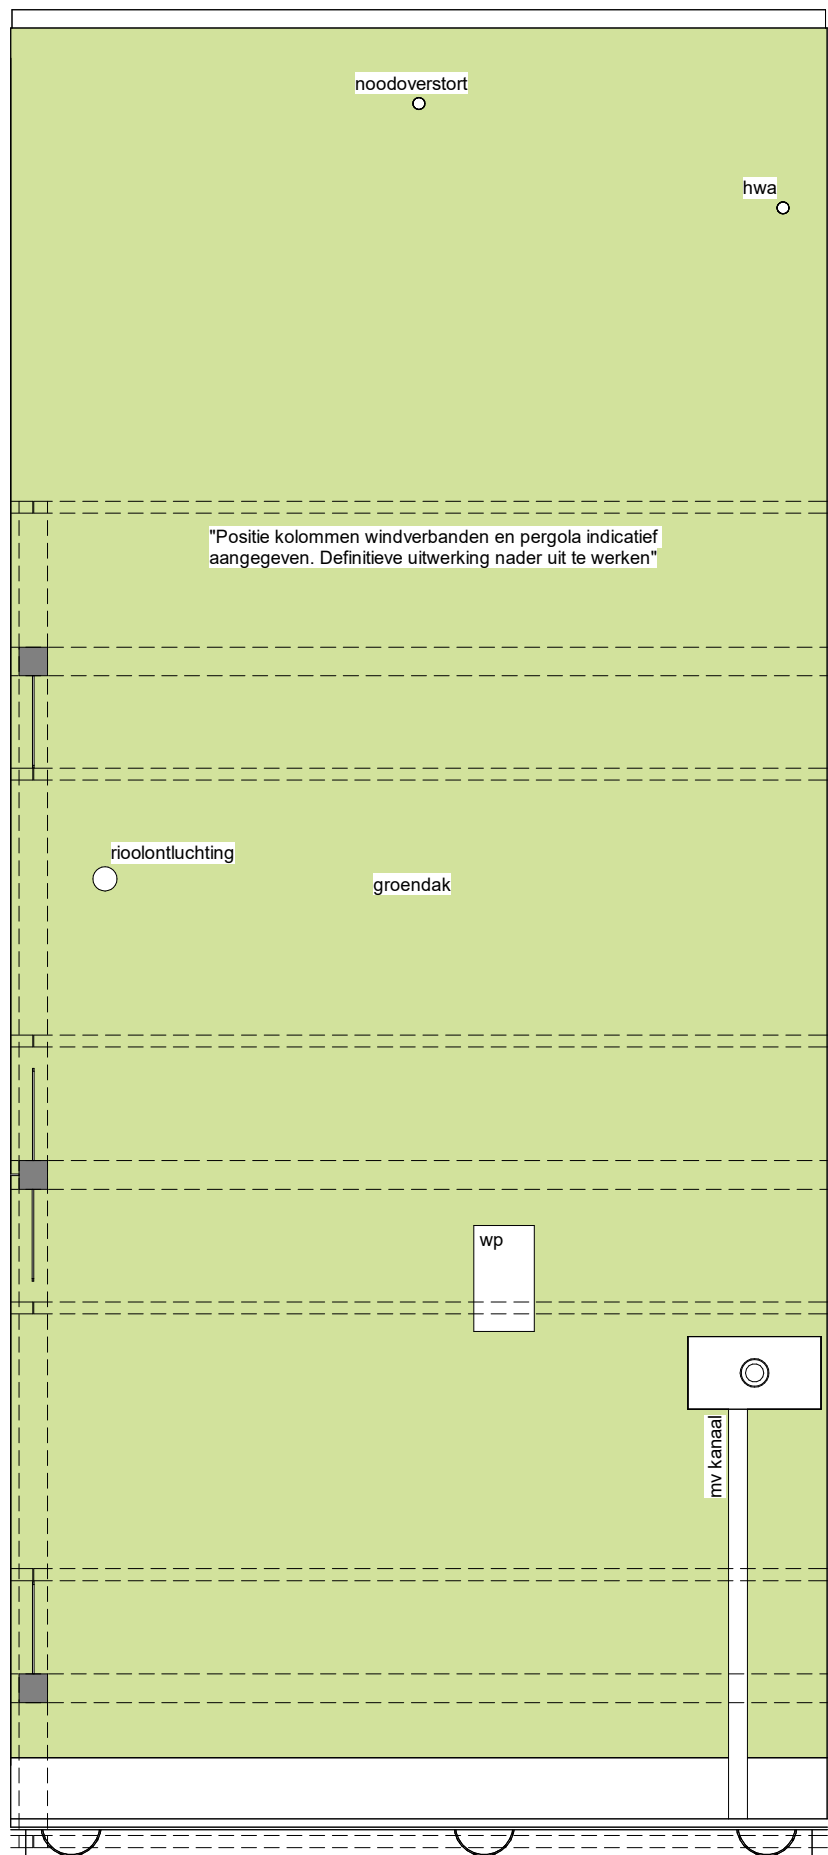 noodoverstort
hwa
"Positie kolommen windverbanden en pergola indicatief
aangegeven. Definitieve uitwerking nader uit te werken"
rioolontluchting
groendak
wp
mv kanaal